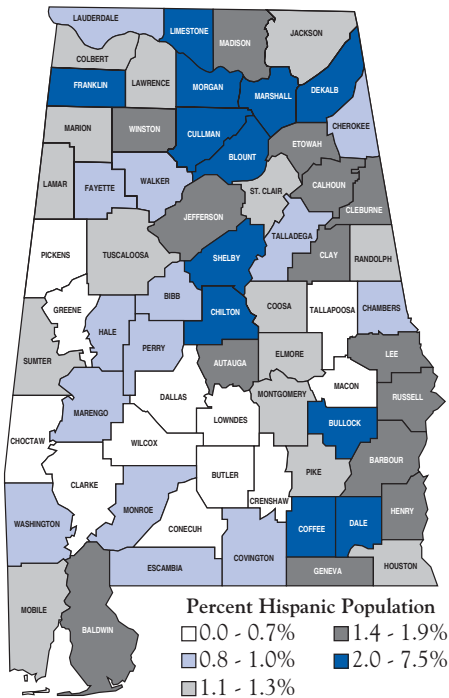 LAUDERDALE
LIMESTONE
MADISON
JACKSON
COLBERT
FRANKLIN
LAWRENCE
MORGAN
MARSHALL
DEKALB
MARION
WINSTON
CULLMAN
BLOUNT
ETOWAH
CHEROKEE
LAMAR
FAYETTE
WALKER
ST. CLAIR
CALHOUN
CLEBURNE
JEFFERSON
PICKENS
TUSCALOOSA
SHELBY
TALLADEGA
CLAY
RANDOLPH
GREENE
HALE
BIBB
CHILTON
COOSA
TALLAPOOSA
CHAMBERS
SUMTER
PERRY
AUTAUGA
ELMORE
LEE
MARENGO
DALLAS
LOWNDES
MONTGOMERY
MACON
RUSSELL
CHOCTAW
WILCOX
BULLOCK
BARBOUR
CLARKE
BUTLER
CRENSHAW
PIKE
WASHINGTON
MONROE
CONECUH
COFFEE
DALE
HENRY
ESCAMBIA
COVINGTON
GENEVA
HOUSTON
MOBILE
BALDWIN
Percent Hispanic Population
0.0 - 0.7%
0.8 - 1.0%
1.1 - 1.3%
1.4 - 1.9%
2.0 - 7.5%